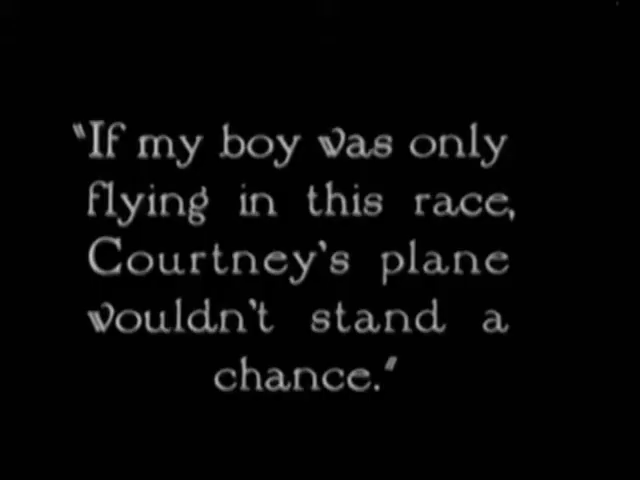 "If my boy was only
flying in this race,
Courtney's plane
wouldn't stand a
chance."